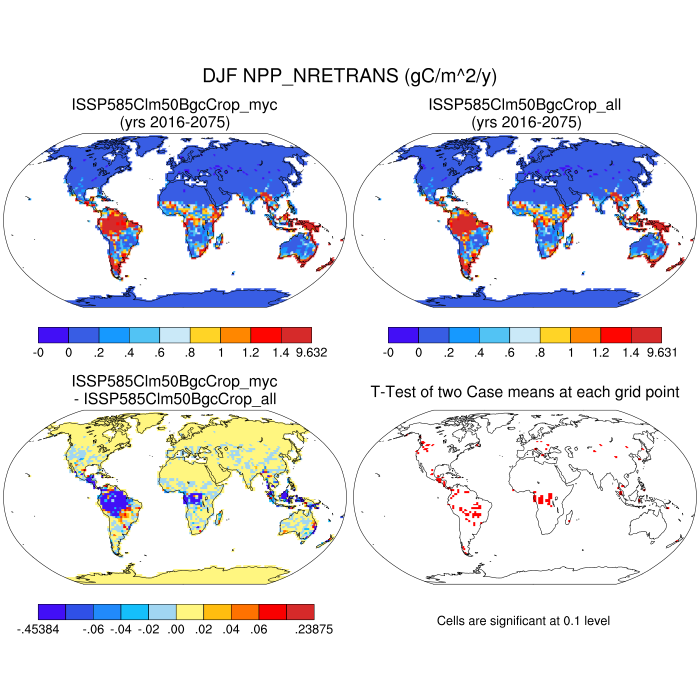 DJF NPP_NRETRANS (gC/m^2/y)
ISSP585Clm50BgcCrop_myc
(yrs 2016-2075)
ISSP585Clm50BgcCrop_all
(yrs 2016-2075)
-0 0 .2 .4 .6 .8 1 1.2 1.4 9.632
-0 0 .2 .4 .6 .8 1 1.2 1.4 9.631
ISSP585Clm50BgcCrop_myc
- ISSP585Clm50BgcCrop_all
T-Test of two Case means at each grid point
-.45384 -.06 -.04 -.02 .00 .02 .04 .06 .23875
Cells are significant at 0.1 level